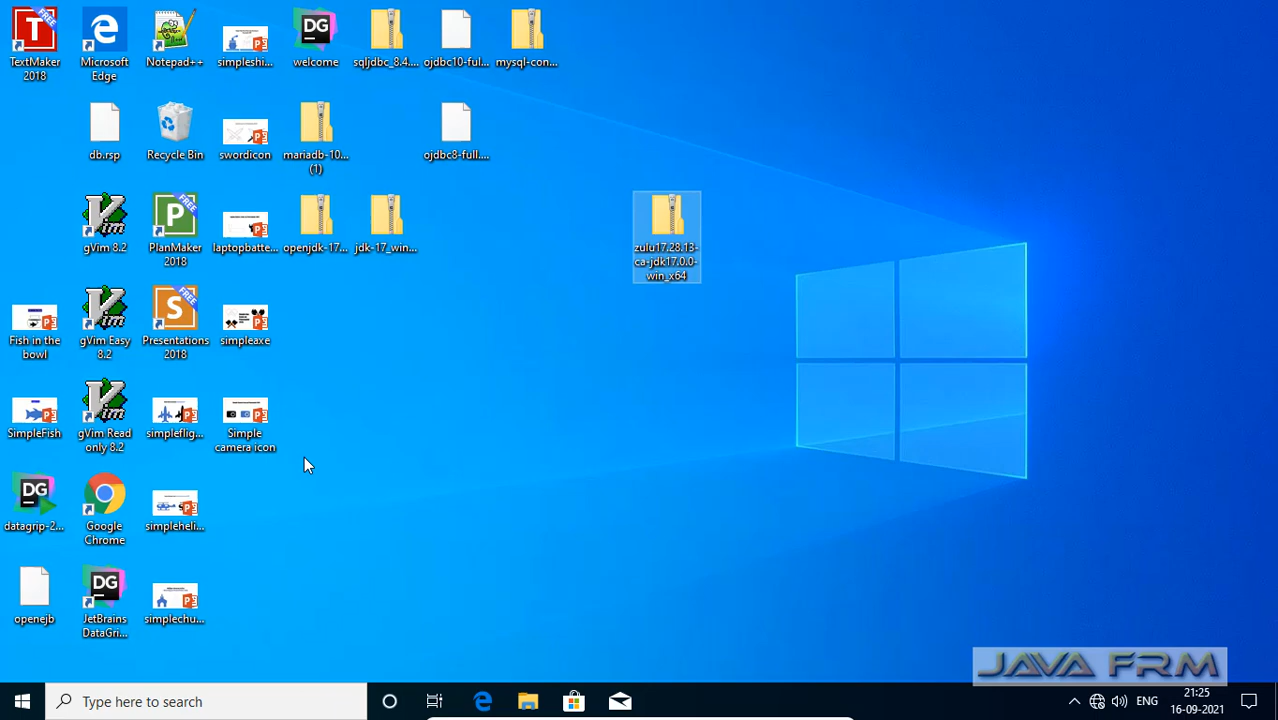 TextMaker
2018
Microsoft
Edge
Notepad++
simpleshi...
welcome
sqljdbc_8.4....
ojdbc10-full...
mysql-con...
db.rsp
Recycle Bin
swordicon
mariadb-10...
(1)
ojdbc8-full....
gVim 8.2
PlanMaker
2018
laptopbatte...
openjdk-17...
jdk-17_win...
zulu17.28.13-
ca-jdk17.0.0-
win_x64
Fish in the
bowl
gVim Easy
8.2
Presentations
2018
simpleaxe
SimpleFish
gVim Read
only 8.2
simpleflig...
Simple
camera icon
datagrip-2...
Google
Chrome
simpleheli...
openejb
JetBrains
DataGri...
simplechu...
JAVA FRM
Type here to search
ENG
21:25
16-09-2021